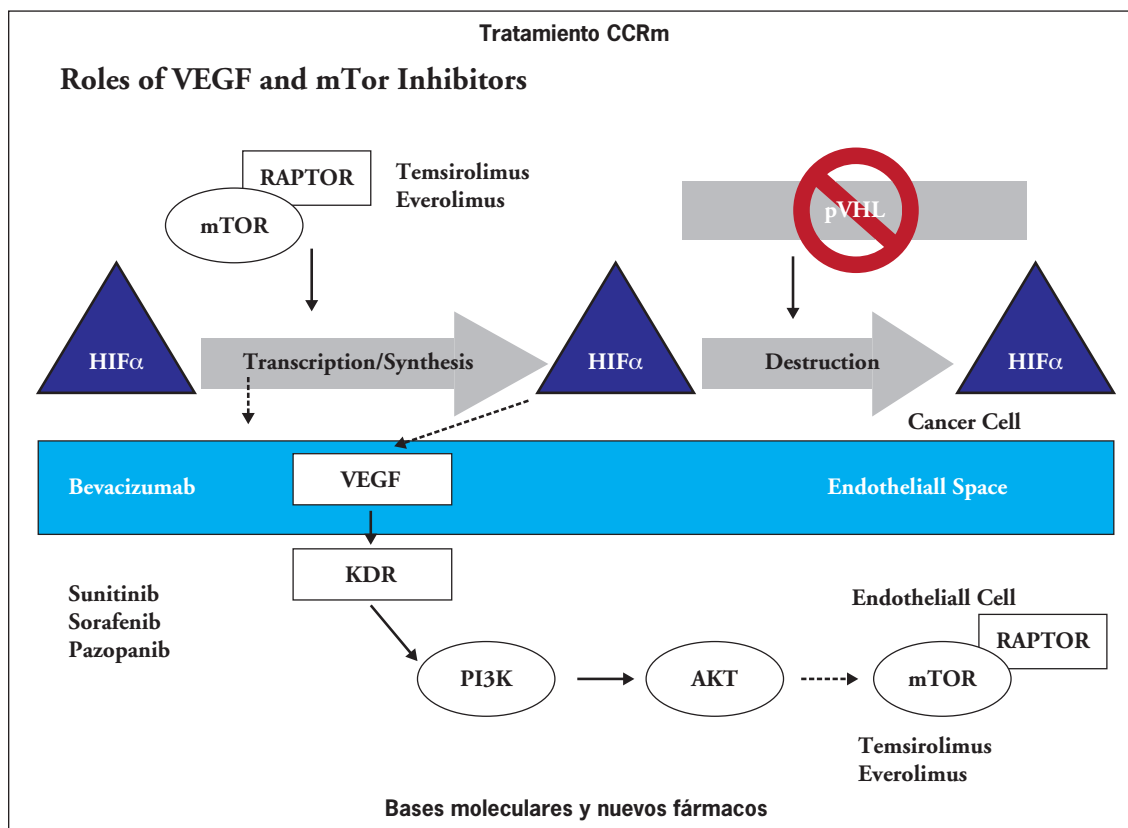 Tratamiento CCRm
Roles of VEGF and mTor Inhibitors
RAPTOR
mTOR
Temsirolimus
Everolimus
pVHL
HIFα
Transcription/Synthesis
HIFα
Destruction
HIFα
Cancer Cell
Bevacizumab
VEGF
Endotheliall Space
KDR
Sunitinib
Sorafenib
Pazopanib
Endotheliall Cell
RAPTOR
PI3K
AKT
mTOR
Temsirolimus
Everolimus
Bases moleculares y nuevos fármacos